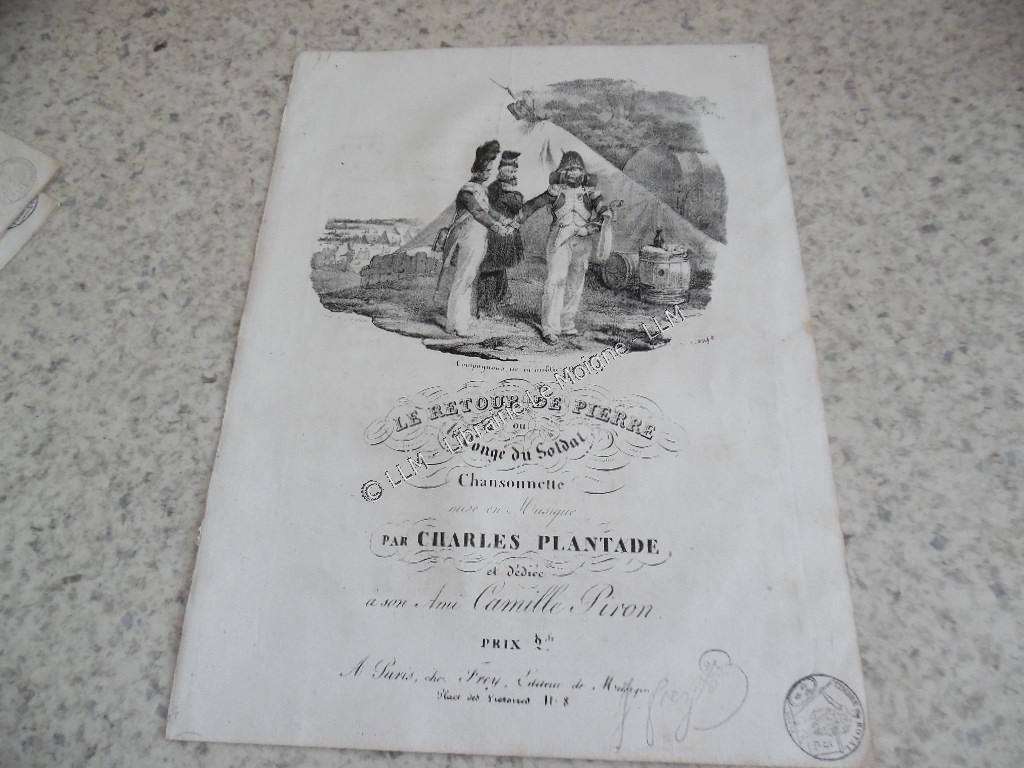 LE RETOUR DE PIERRE
ou
Songe du Soldat
Chansonnette
mise en Musique
PAR CHARLES PLANTADE,
et dédiée
à son Ami Camille Piron.
PRIX
A Paris, chez Frey, Editeur de Musique
Place des Victoires N° 8
© LLM - Librairie Le Moigne - LLM